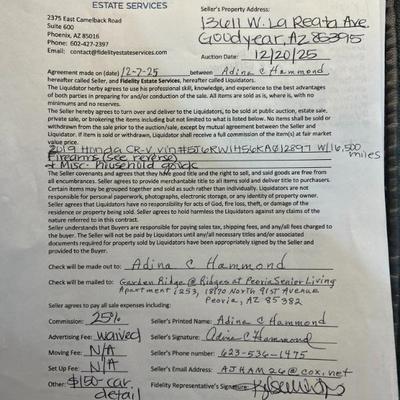 ESTATE SERVICES
2375 East Camelback Road
Suite 600
Phoenix, AZ 85016
Phone: 602-427-2397
Email: contact@fidelityestateservices.com
Seller's Property Address:
13611 W. La Reata Ave.
Goodyear, AZ 85395
Auction Date: 12/20/25
Agreement made on (date) 12-7-25 between Adina C Hammond
hereafter called Seller, and Fidelity Estate Services, hereafter called Liquidators.
The Liquidator hereby agrees to use his professional skill, knowledge, and experience to the best advantages
of both parties in preparing for and/or conduction of the sale. All items are sold as is, where is, with no
minimums and no reserves.
The Seller hereby agrees to turn over and deliver to the Liquidators, to be sold at public auction, estate sale,
private sale, or brokering the items including but not limited to what is listed below. No items shall be sold or
withdrawn from the sale prior to the auction/sale, except by mutual agreement between the Seller and
Liquidator. If item is sold or withdrawn, Liquidator shall receive a full commission of the item(s) at fair market
value price.
2019 Honda CR-V, vin# 5J6RW1H56KA012897 W/16,500 miles
Firearms (see reverse)
+ Misc. Household goods
The Seller covenants and agrees that they have good title and the right to sell, and said goods are free from
all encumbrances. Seller agrees to provide merchantable title to all items sold and deliver title to purchasers.
Certain items may be grouped together and sold as such rather than individually. Liquidators are not
responsible for personal paperwork, photographs, electronic storage, or any identity of property owner.
Seller agrees that Liquidators have no responsibility for acts of God, fire loss, theft, or damage of the
residence or property being sold. Seller agrees to hold harmless the Liquidators against any claims of the
nature referred to in this contract.
Seller understands that Buyers are responsible for paying sales tax, shipping fees, and any/all fees charged to
the buyer. The Seller will not be paid by Liquidators until any/all necessary titles and/or associated
documents required for property sold by Liquidators have been appropriately signed by the Seller and
provided to the Buyer.
Check will be made out to: Adina C Hammond
Check will be mailed to: Garden Ridge @ Ridges at Peoria Senior Living
Apartment 1253, 18170 North 91st Avenue
Peoria, AZ 85382
Seller agrees to pay all sale expenses including:
Commission: 25%
Seller's Printed Name: Adina C Hammond
Advertising Fee: waived
Seller's Signature: Adina C Hammond
Moving Fee: N/A
Seller's Phone number: 623-536-1475
Set Up Fee: N/A
Seller's Email Address: AJHAM26@cox.net
Other: $150-car detail
Fidelity Representative's Signature: